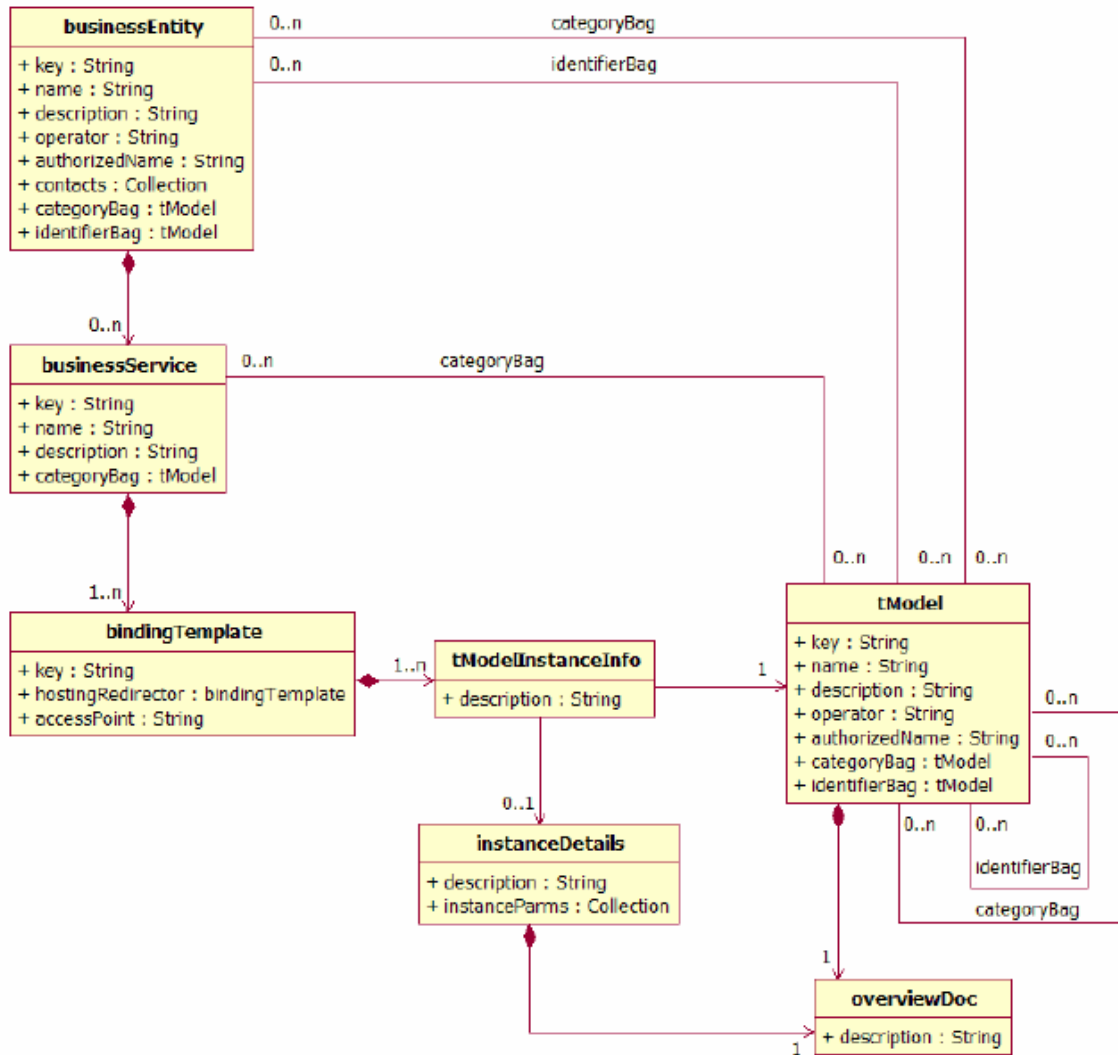 businessEntity
+ key : String
+ name : String
+ description : String
+ operator : String
+ authorizedName : String
+ contacts : Collection
+ categoryBag : tModel
+ identifierBag : tModel
0..n
categoryBag
0..n
identifierBag
0..n
businessService
+ key : String
+ name : String
+ description : String
+ categoryBag : tModel
0..n
categoryBag
0..n
0..n
0..n
1..n
bindingTemplate
+ key : String
+ hostingRedirector : bindingTemplate
+ accessPoint : String
1..n
tModelInstanceInfo
+ description : String
1
tModel
+ key : String
+ name : String
+ description : String
+ operator : String
+ authorizedName : String
+ categoryBag : tModel
+ identifierBag : tModel
0..n
0..n
0..n
0..n
identifierBag
categoryBag
0..1
instanceDetails
+ description : String
+ instanceParms : Collection
1
overviewDoc
+ description : String
1